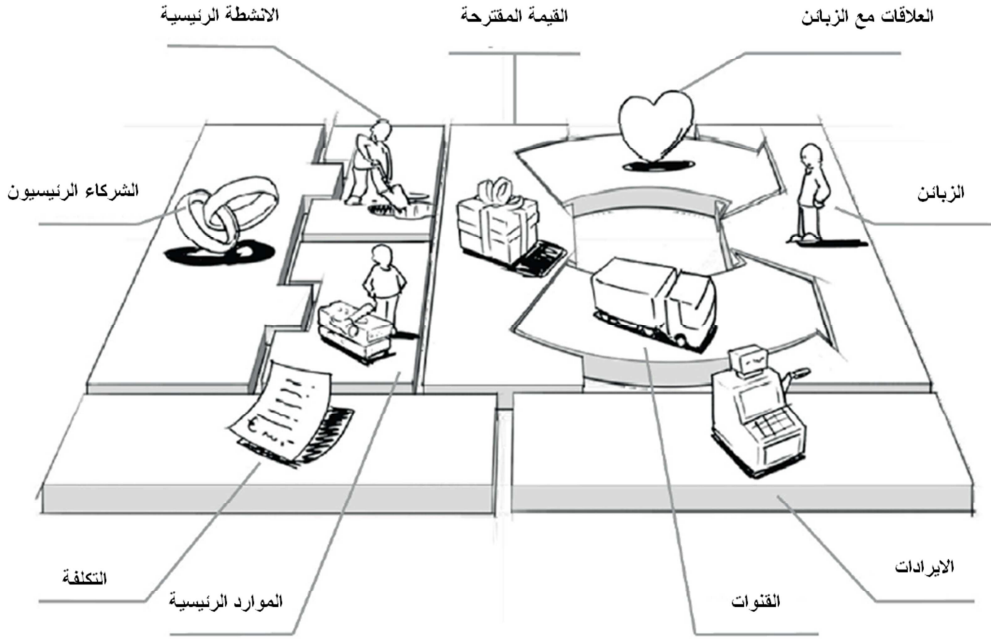 العلاقات مع الزبائن
القيمة المقترحة
الانشطة الرئيسية
الزبائن
الشركاء الرئيسيون
الايرادات
القنوات
الموارد الرئيسية
التكلفة